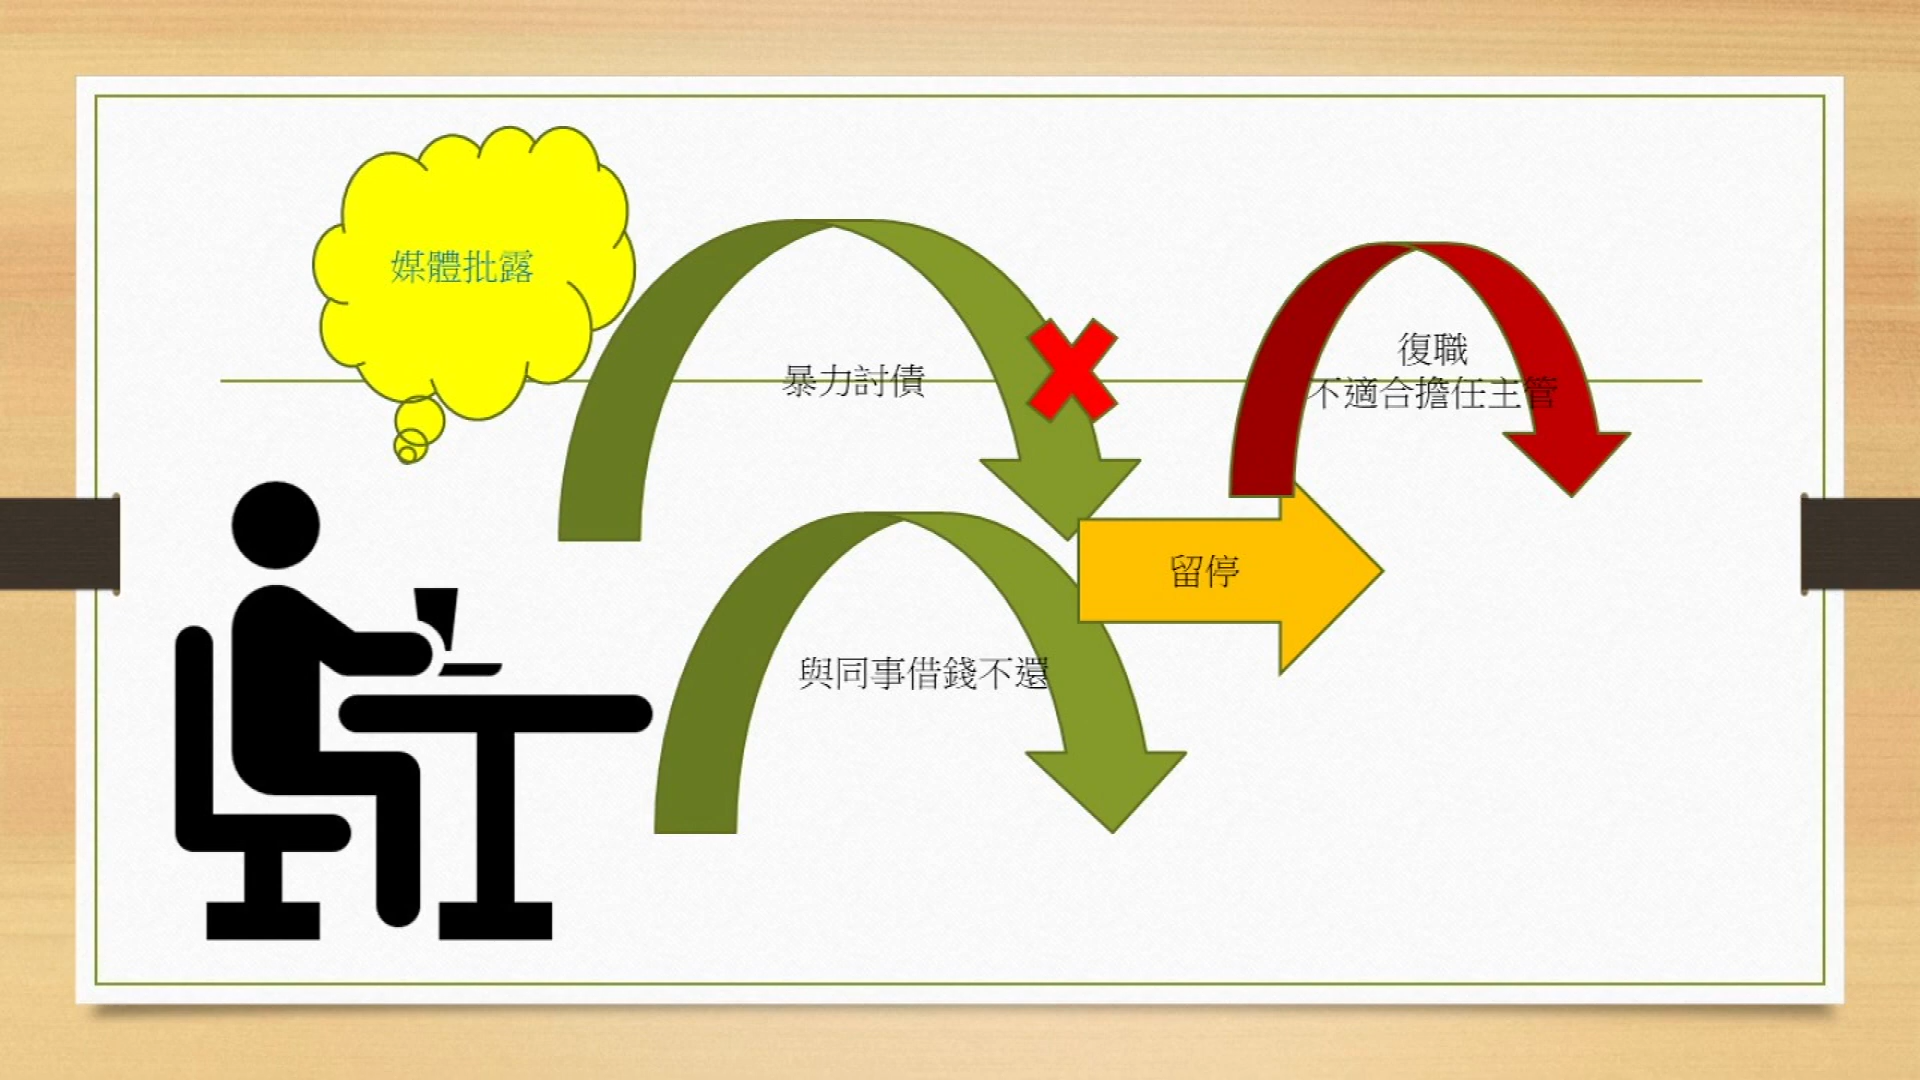 媒體批露
暴力討債
復職
不適合擔任主管
留停
與同事借錢不還